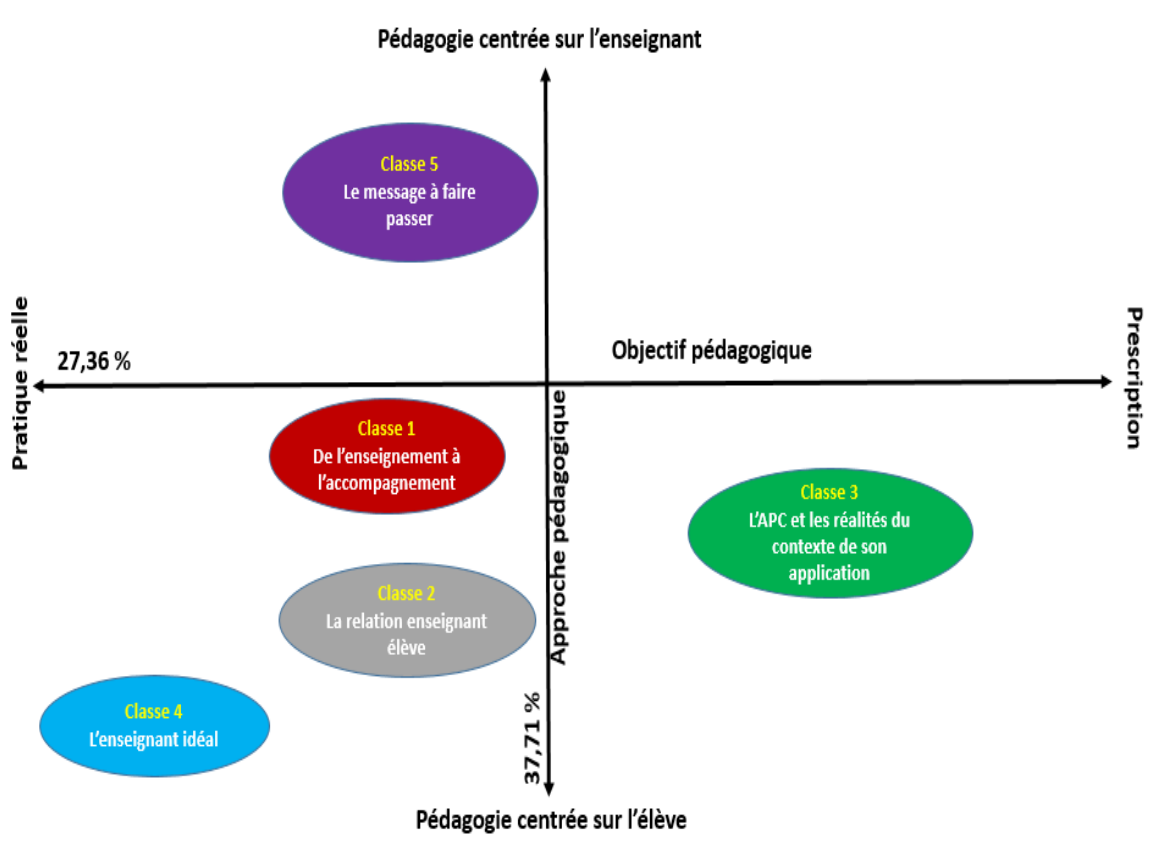 Pédagogie centrée sur l’enseignant
Classe 5
Le message à faire
passer
Pratique réelle
27,36 %
Objectif pédagogique
Prescription
Classe 1
De l’enseignement à
l’accompagnement
Approche pédagogique
Classe 3
L’APC et les réalités du
contexte de son
application
Classe 2
La relation enseignant
élève
Classe 4
L’enseignant idéal
37,71 %
Pédagogie centrée sur l’élève